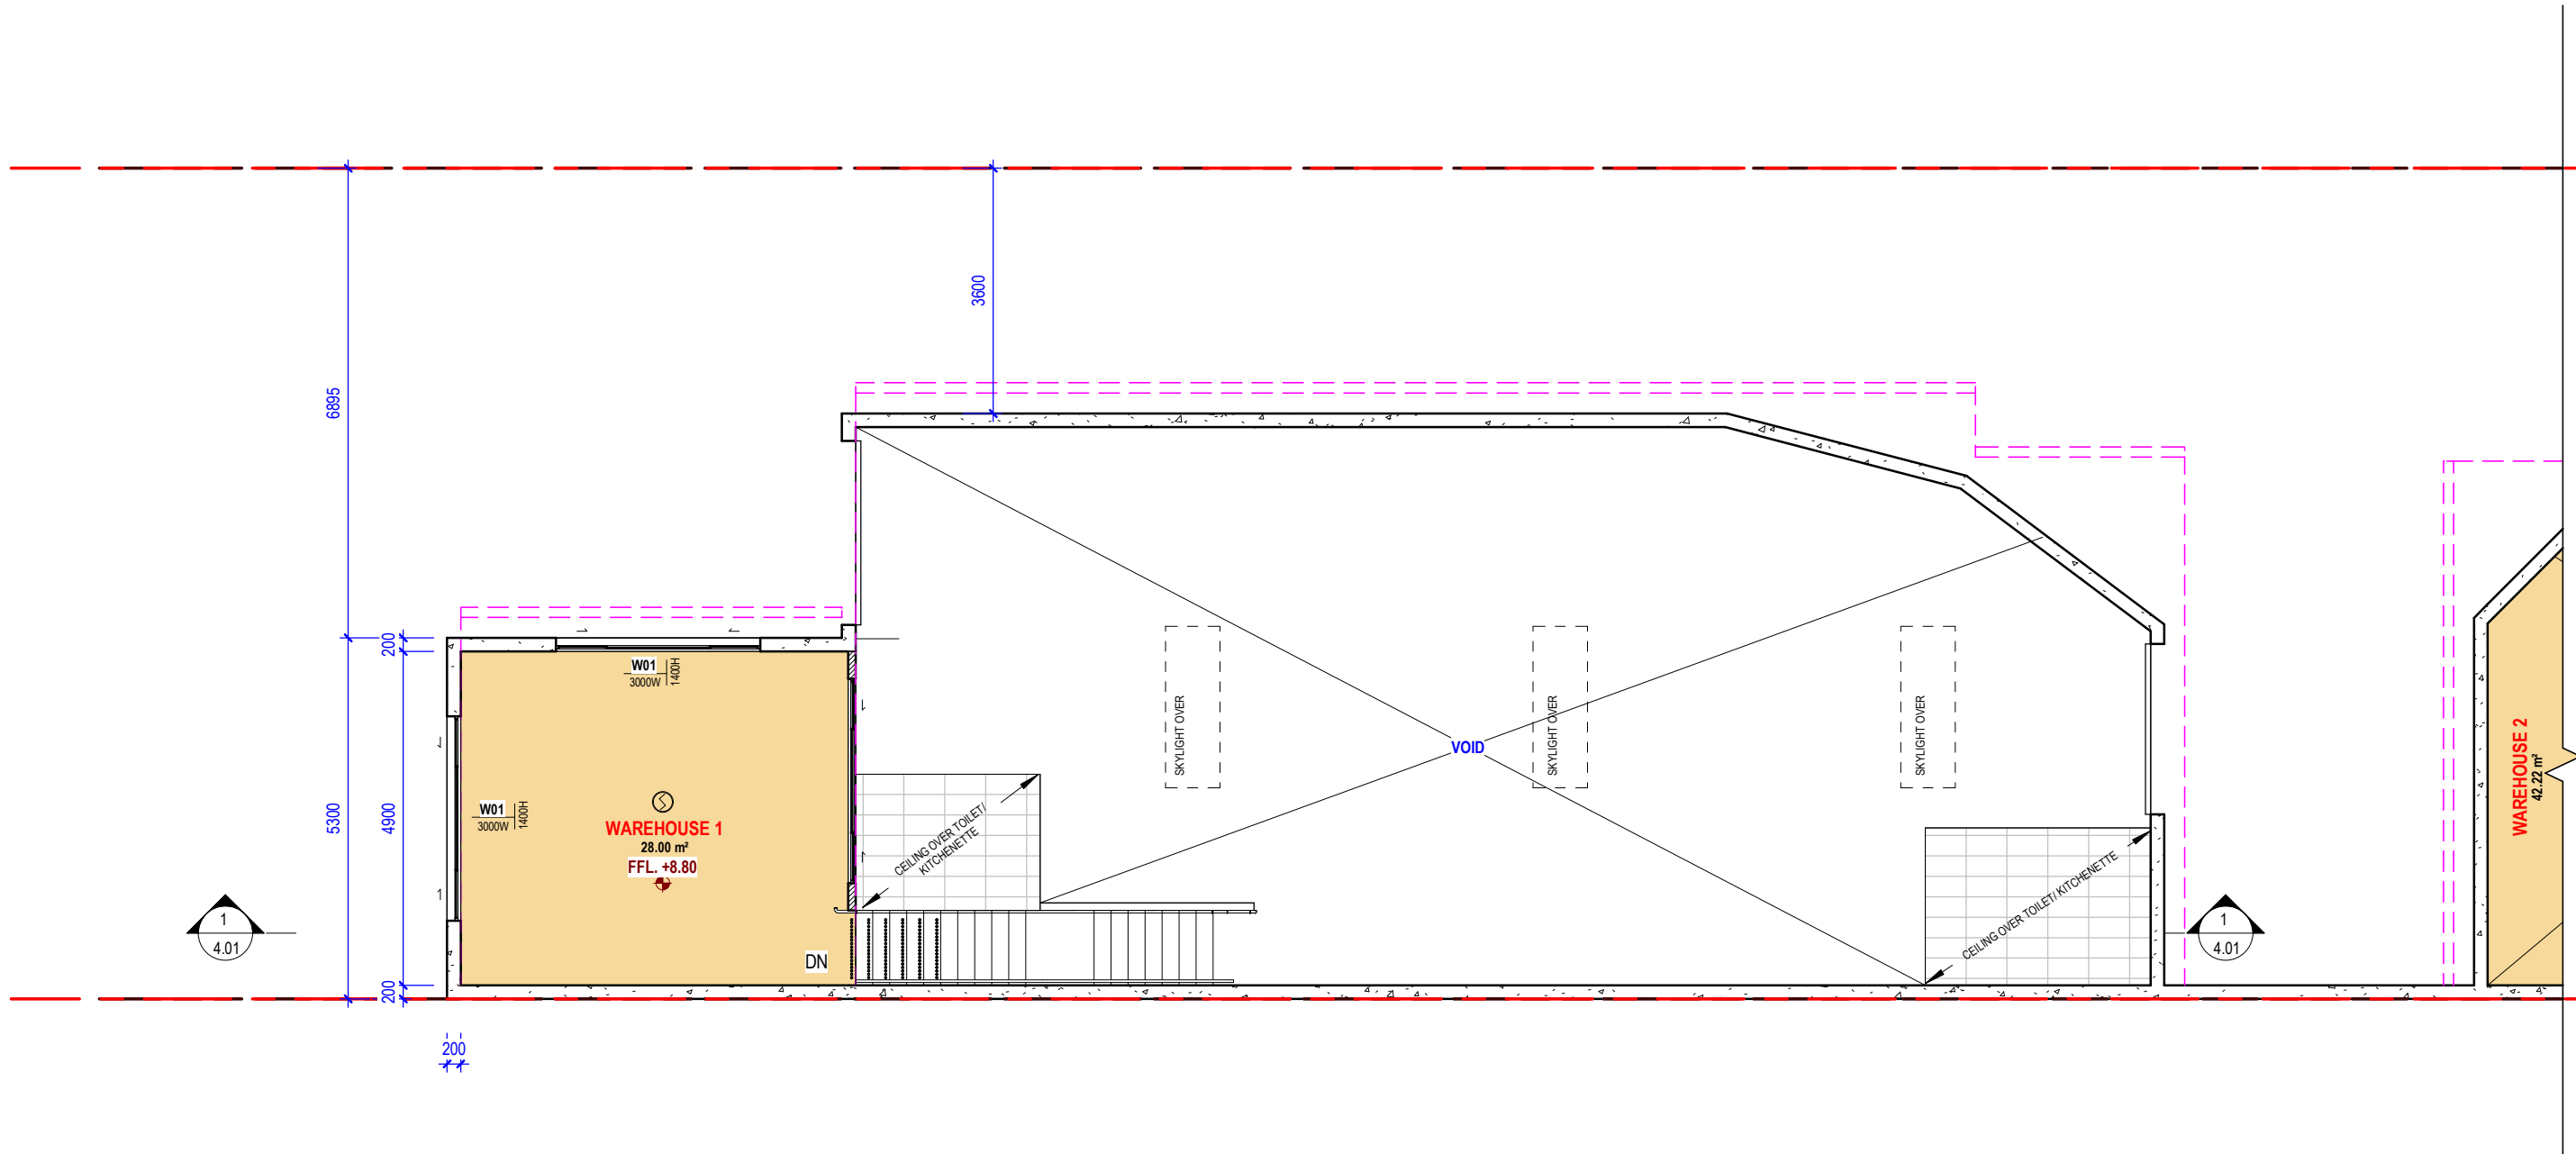 3600
6895
200
W01
3000W
1400H
5300
4900
W01
3000W
1400H
WAREHOUSE 1
28.00 m²
FFL. +8.80
CEILING OVER TOILET/
KITCHENETTE
SKYLIGHT OVER
VOID
SKYLIGHT OVER
SKYLIGHT OVER
CEILING OVER TOILET/ KITCHENETTE
WAREHOUSE 2
42.22 m²
1
4.01
DN
1
4.01
200
200